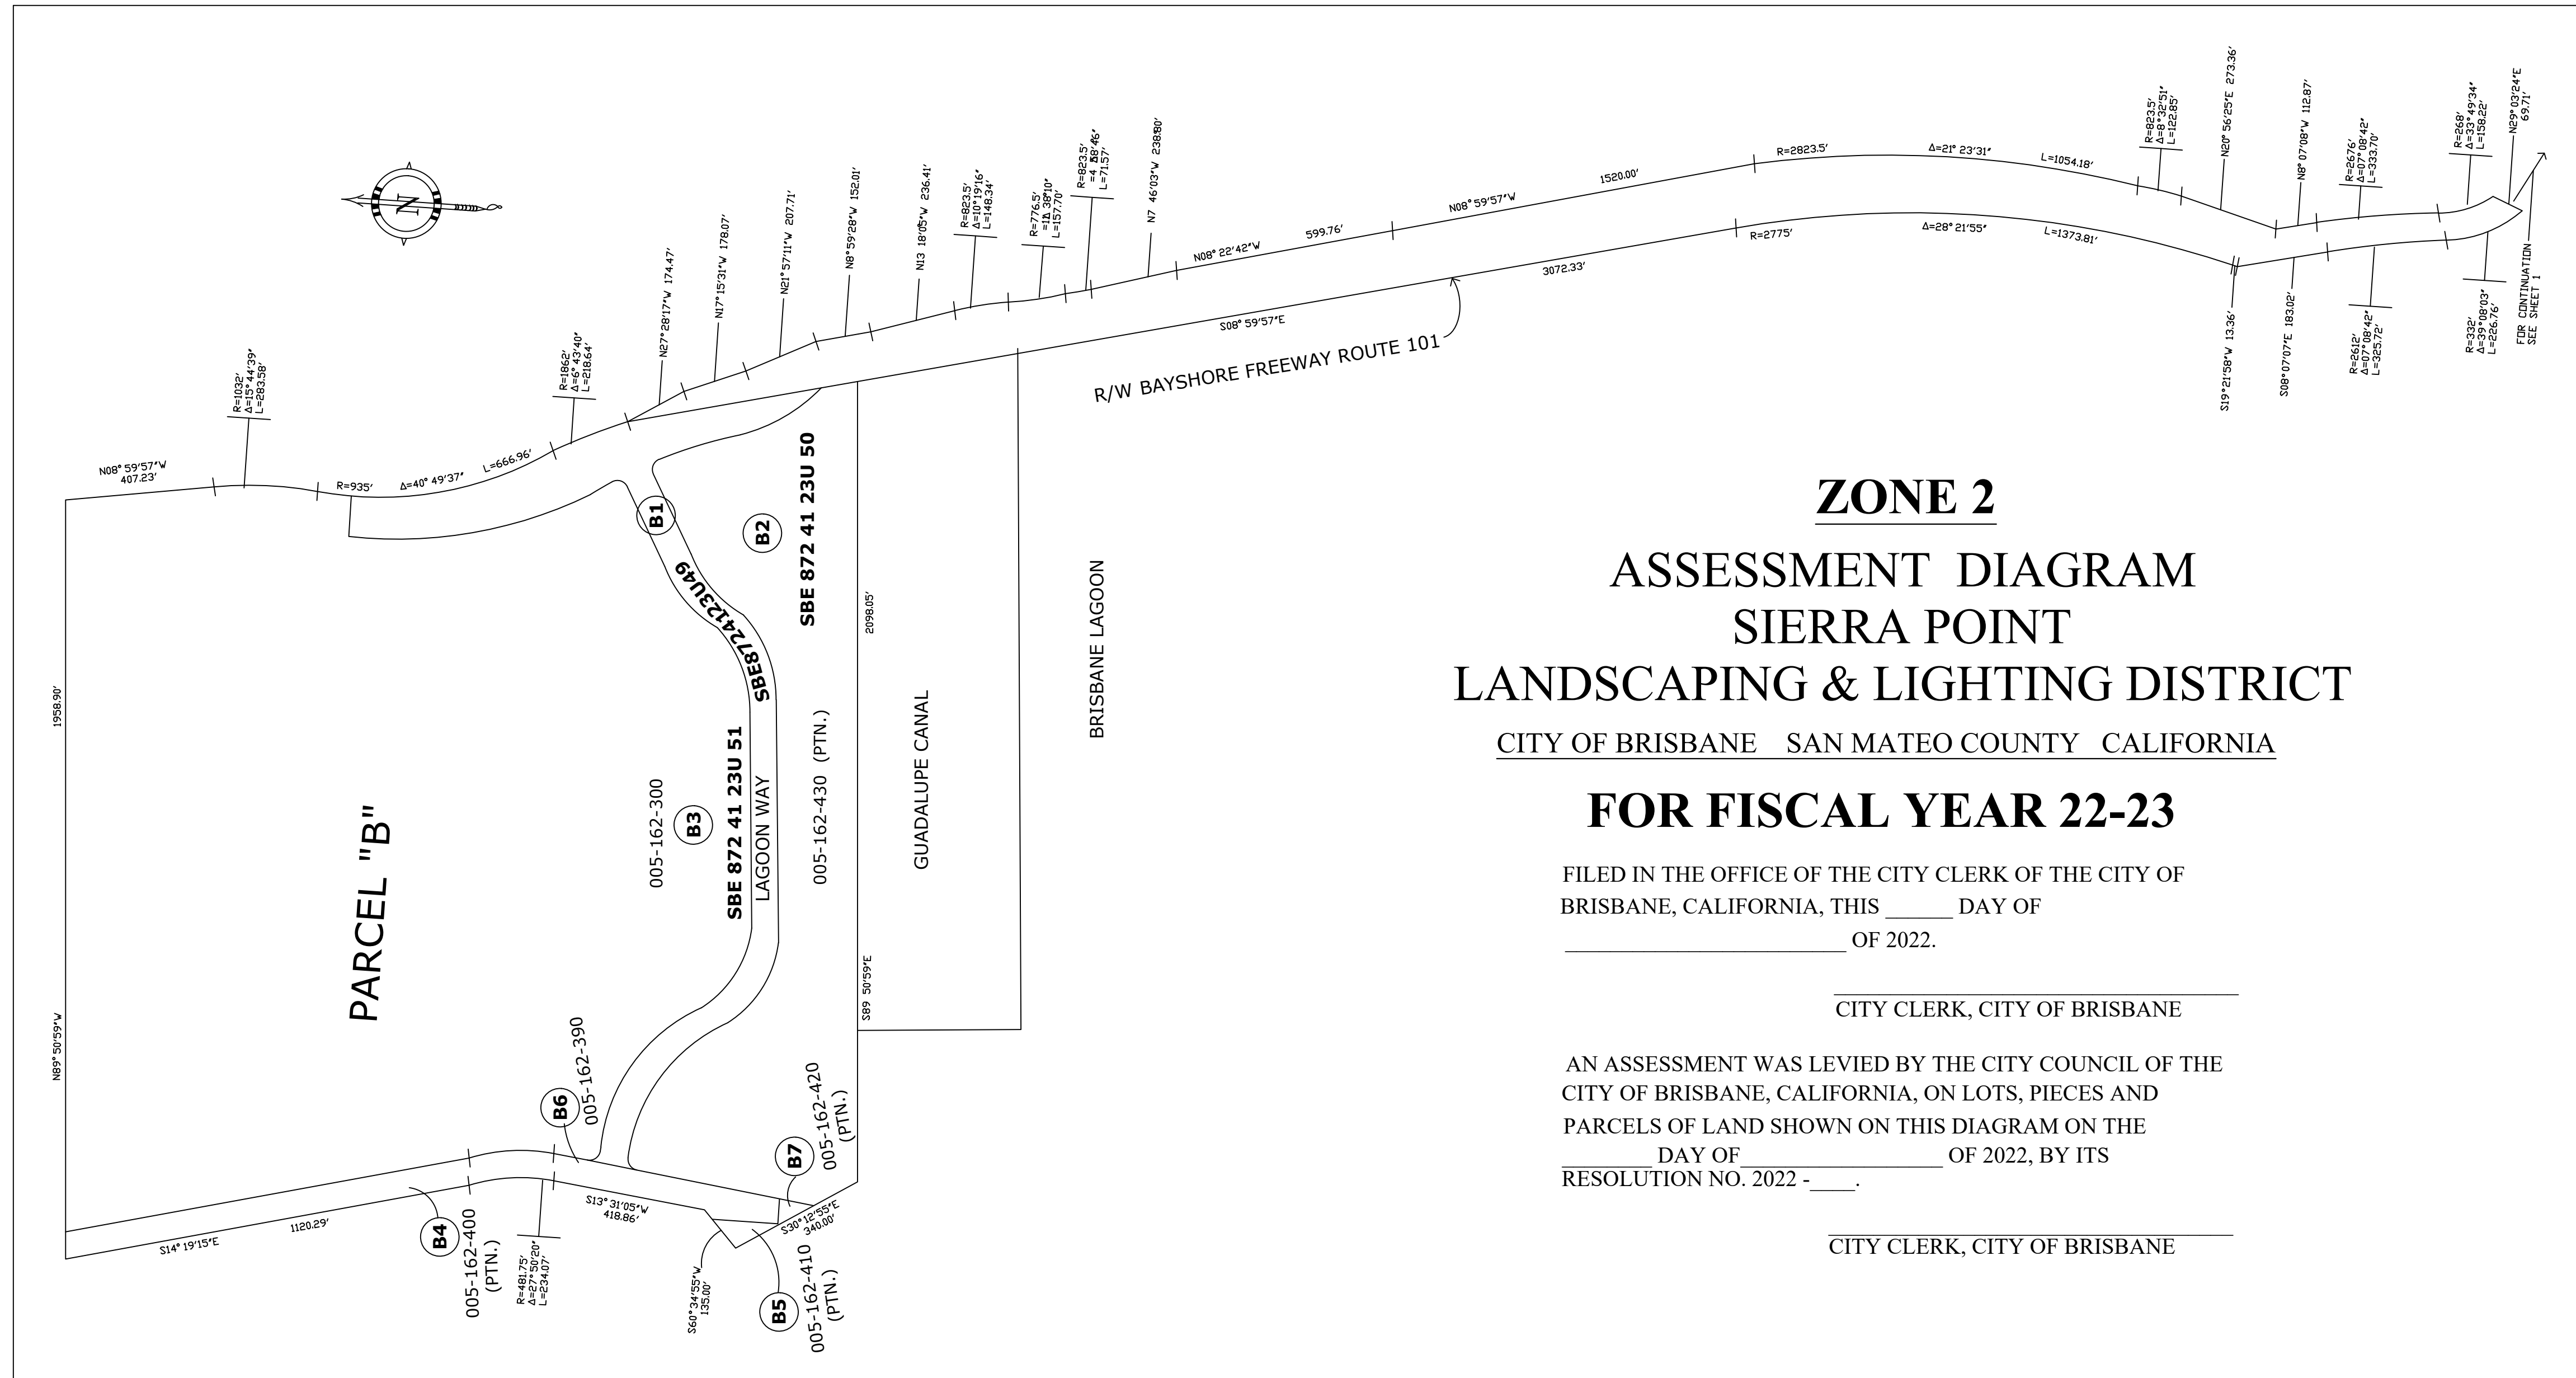 N
R=1032'
Δ=15°44'39"
L=283.58'
N08°59'57"W
407.23'
R=935'
Δ=40°49'37"
L=666.96'
R=1862'
Δ=6°43'40"
L=218.64'
N27°28'17"W 174.47'
N17°15'31"W 178.07'
N21°57'11"W 207.71'
N8°59'28"W 152.01'
N13 18'05"W 236.41'
R=823.5'
Δ=10°19'16"
L=148.34'
R=776.5'
L=157.70'
R=823.5'
L=71.57'
N7 46'03"W 238.80'
N08°22'42"W 599.76'
N08°59'57"W 1520.00'
R=2823.5'
Δ=21°23'31"
L=1054.18'
R=823.5'
Δ=8°32'51"
L=122.85'
N20°56'25"E 273.36'
N8°07'08"W 112.87'
R=2676'
Δ=07°08'42"
L=333.70'
R=268'
Δ=33°49'34"
L=158.22'
N29°03'24"E
69.71'
FOR CONTINUATION
SEE SHEET 1
R=332'
Δ=39°08'03"
L=226.76'
R=2612'
Δ=07°08'42"
L=325.72'
S08°07'07"E 183.02'
S19°21'58"W 13.36'
R=2775'
Δ=28°21'55"
L=1373.81'
S08°59'57"E
3072.33'
R/W BAYSHORE FREEWAY ROUTE 101
B1
SBE8724123U49
B2
SBE 872 41 23U 50
1958.90'
N89°50'59"W
PARCEL "B"
005-162-300
B3
SBE 872 41 23U 51
LAGOON WAY
005-162-430 (PTN.)
2098.05'
S89 50'59"E
GUADALUPE CANAL
BRISBANE LAGOON
B6
005-162-390
B7
005-162-420
(PTN.)
S14°19'15"E
1120.29'
B4
005-162-400
(PTN.)
R=481.75'
Δ=27°50'20"
L=234.07'
S13°31'05"W
418.86'
S60°34'55"W
135.00'
S30°12'55"E
340.00'
B5
005-162-410
(PTN.)
ZONE 2
ASSESSMENT DIAGRAM
SIERRA POINT
LANDSCAPING & LIGHTING DISTRICT
CITY OF BRISBANE SAN MATEO COUNTY CALIFORNIA
FOR FISCAL YEAR 22-23
FILED IN THE OFFICE OF THE CITY CLERK OF THE CITY OF
BRISBANE, CALIFORNIA, THIS ______ DAY OF
_________________________ OF 2022.
CITY CLERK, CITY OF BRISBANE
AN ASSESSMENT WAS LEVIED BY THE CITY COUNCIL OF THE
CITY OF BRISBANE, CALIFORNIA, ON LOTS, PIECES AND
PARCELS OF LAND SHOWN ON THIS DIAGRAM ON THE
________ DAY OF__________________ OF 2022, BY ITS
RESOLUTION NO. 2022 -____.
CITY CLERK, CITY OF BRISBANE